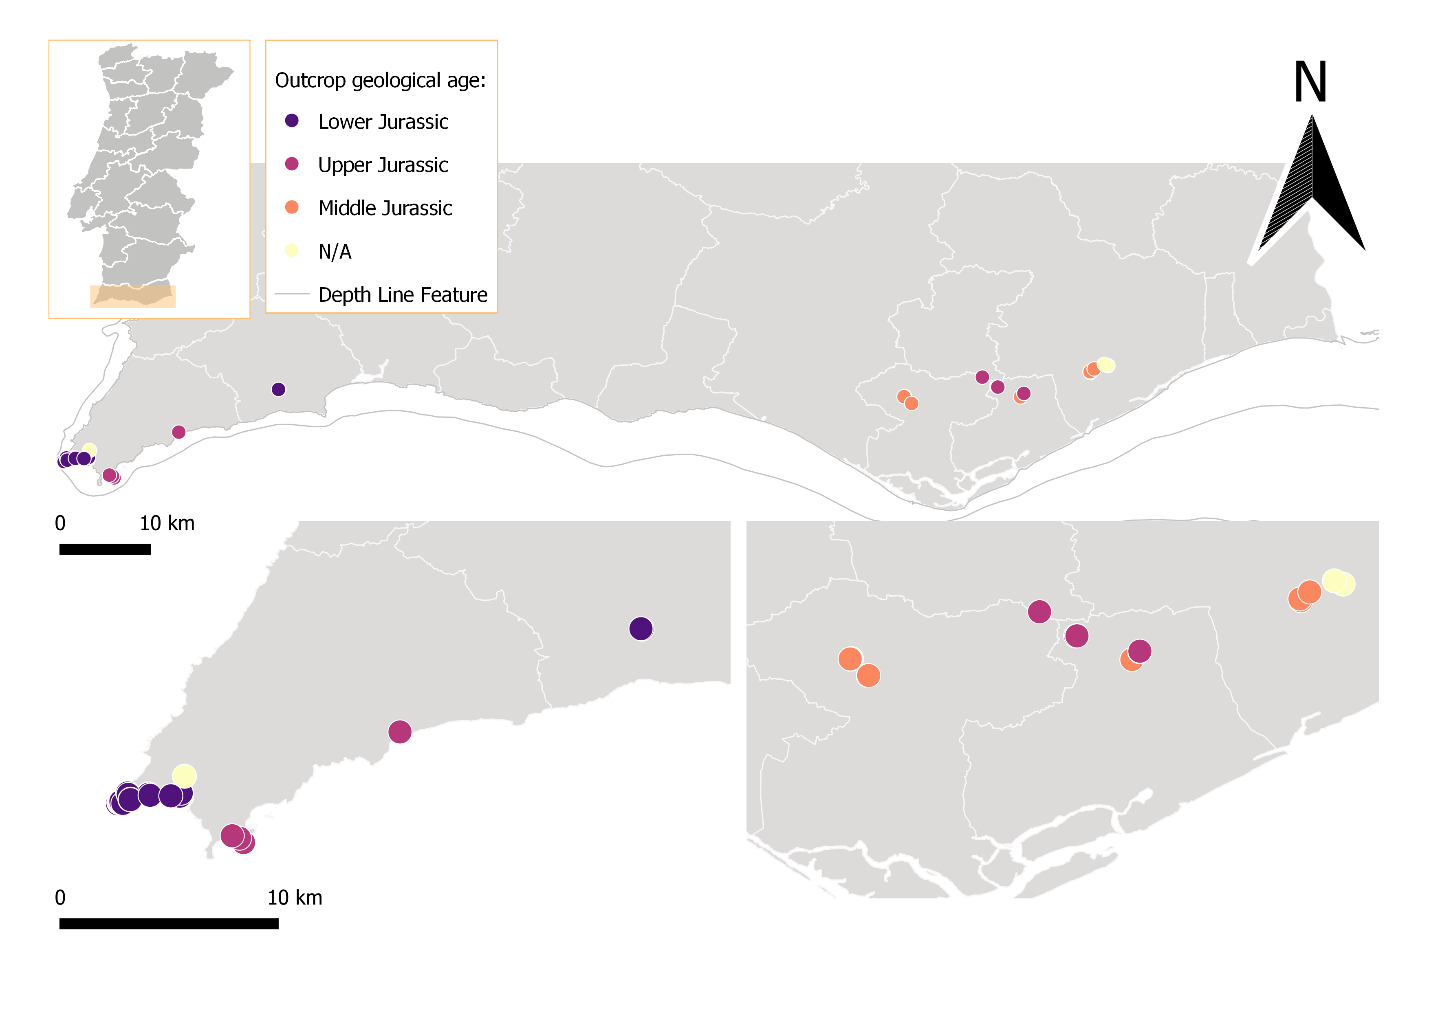 Outcrop geological age:
Lower Jurassic
Upper Jurassic
Middle Jurassic
N/A
Depth Line Feature
N
0 10 km
0 10 km